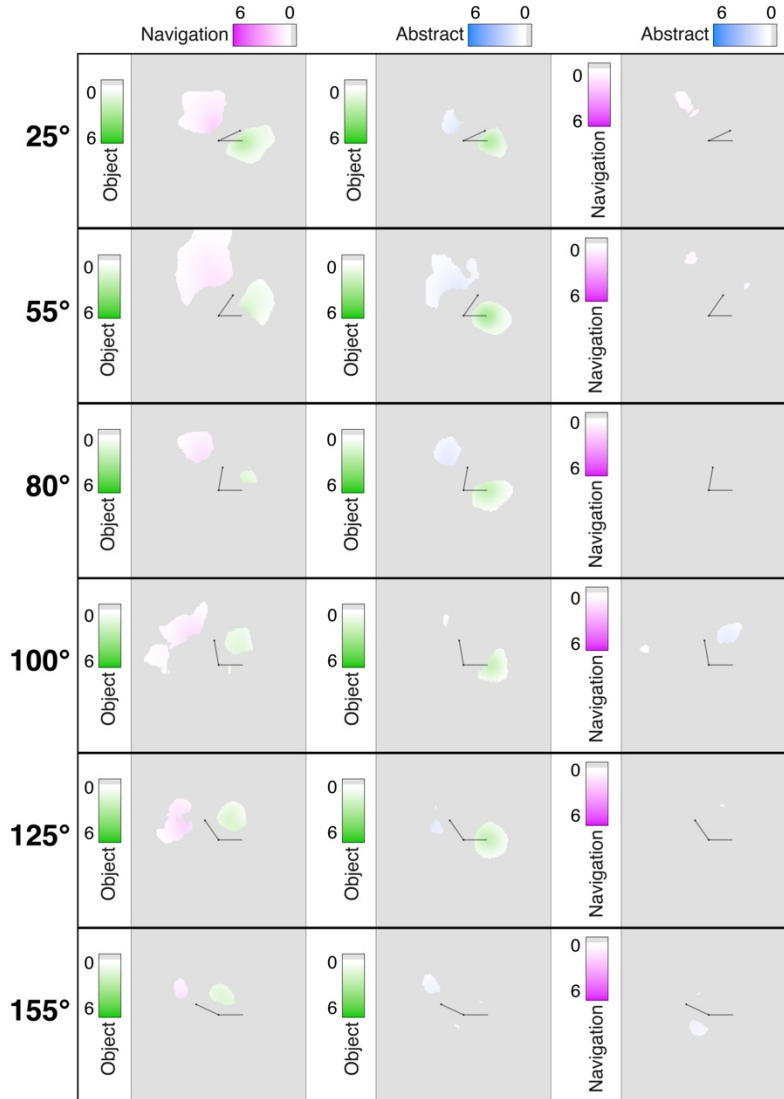 6 0 6 0 6 0
Navigation Abstract Abstract
25° 0 6 Object 0 6 Object 0 6 Navigation
55° 0 6 Object 0 6 Object 0 6 Navigation
80° 0 6 Object 0 6 Object 0 6 Navigation
100° 0 6 Object 0 6 Object 0 6 Navigation
125° 0 6 Object 0 6 Object 0 6 Navigation
155° 0 6 Object 0 6 Object 0 6 Navigation